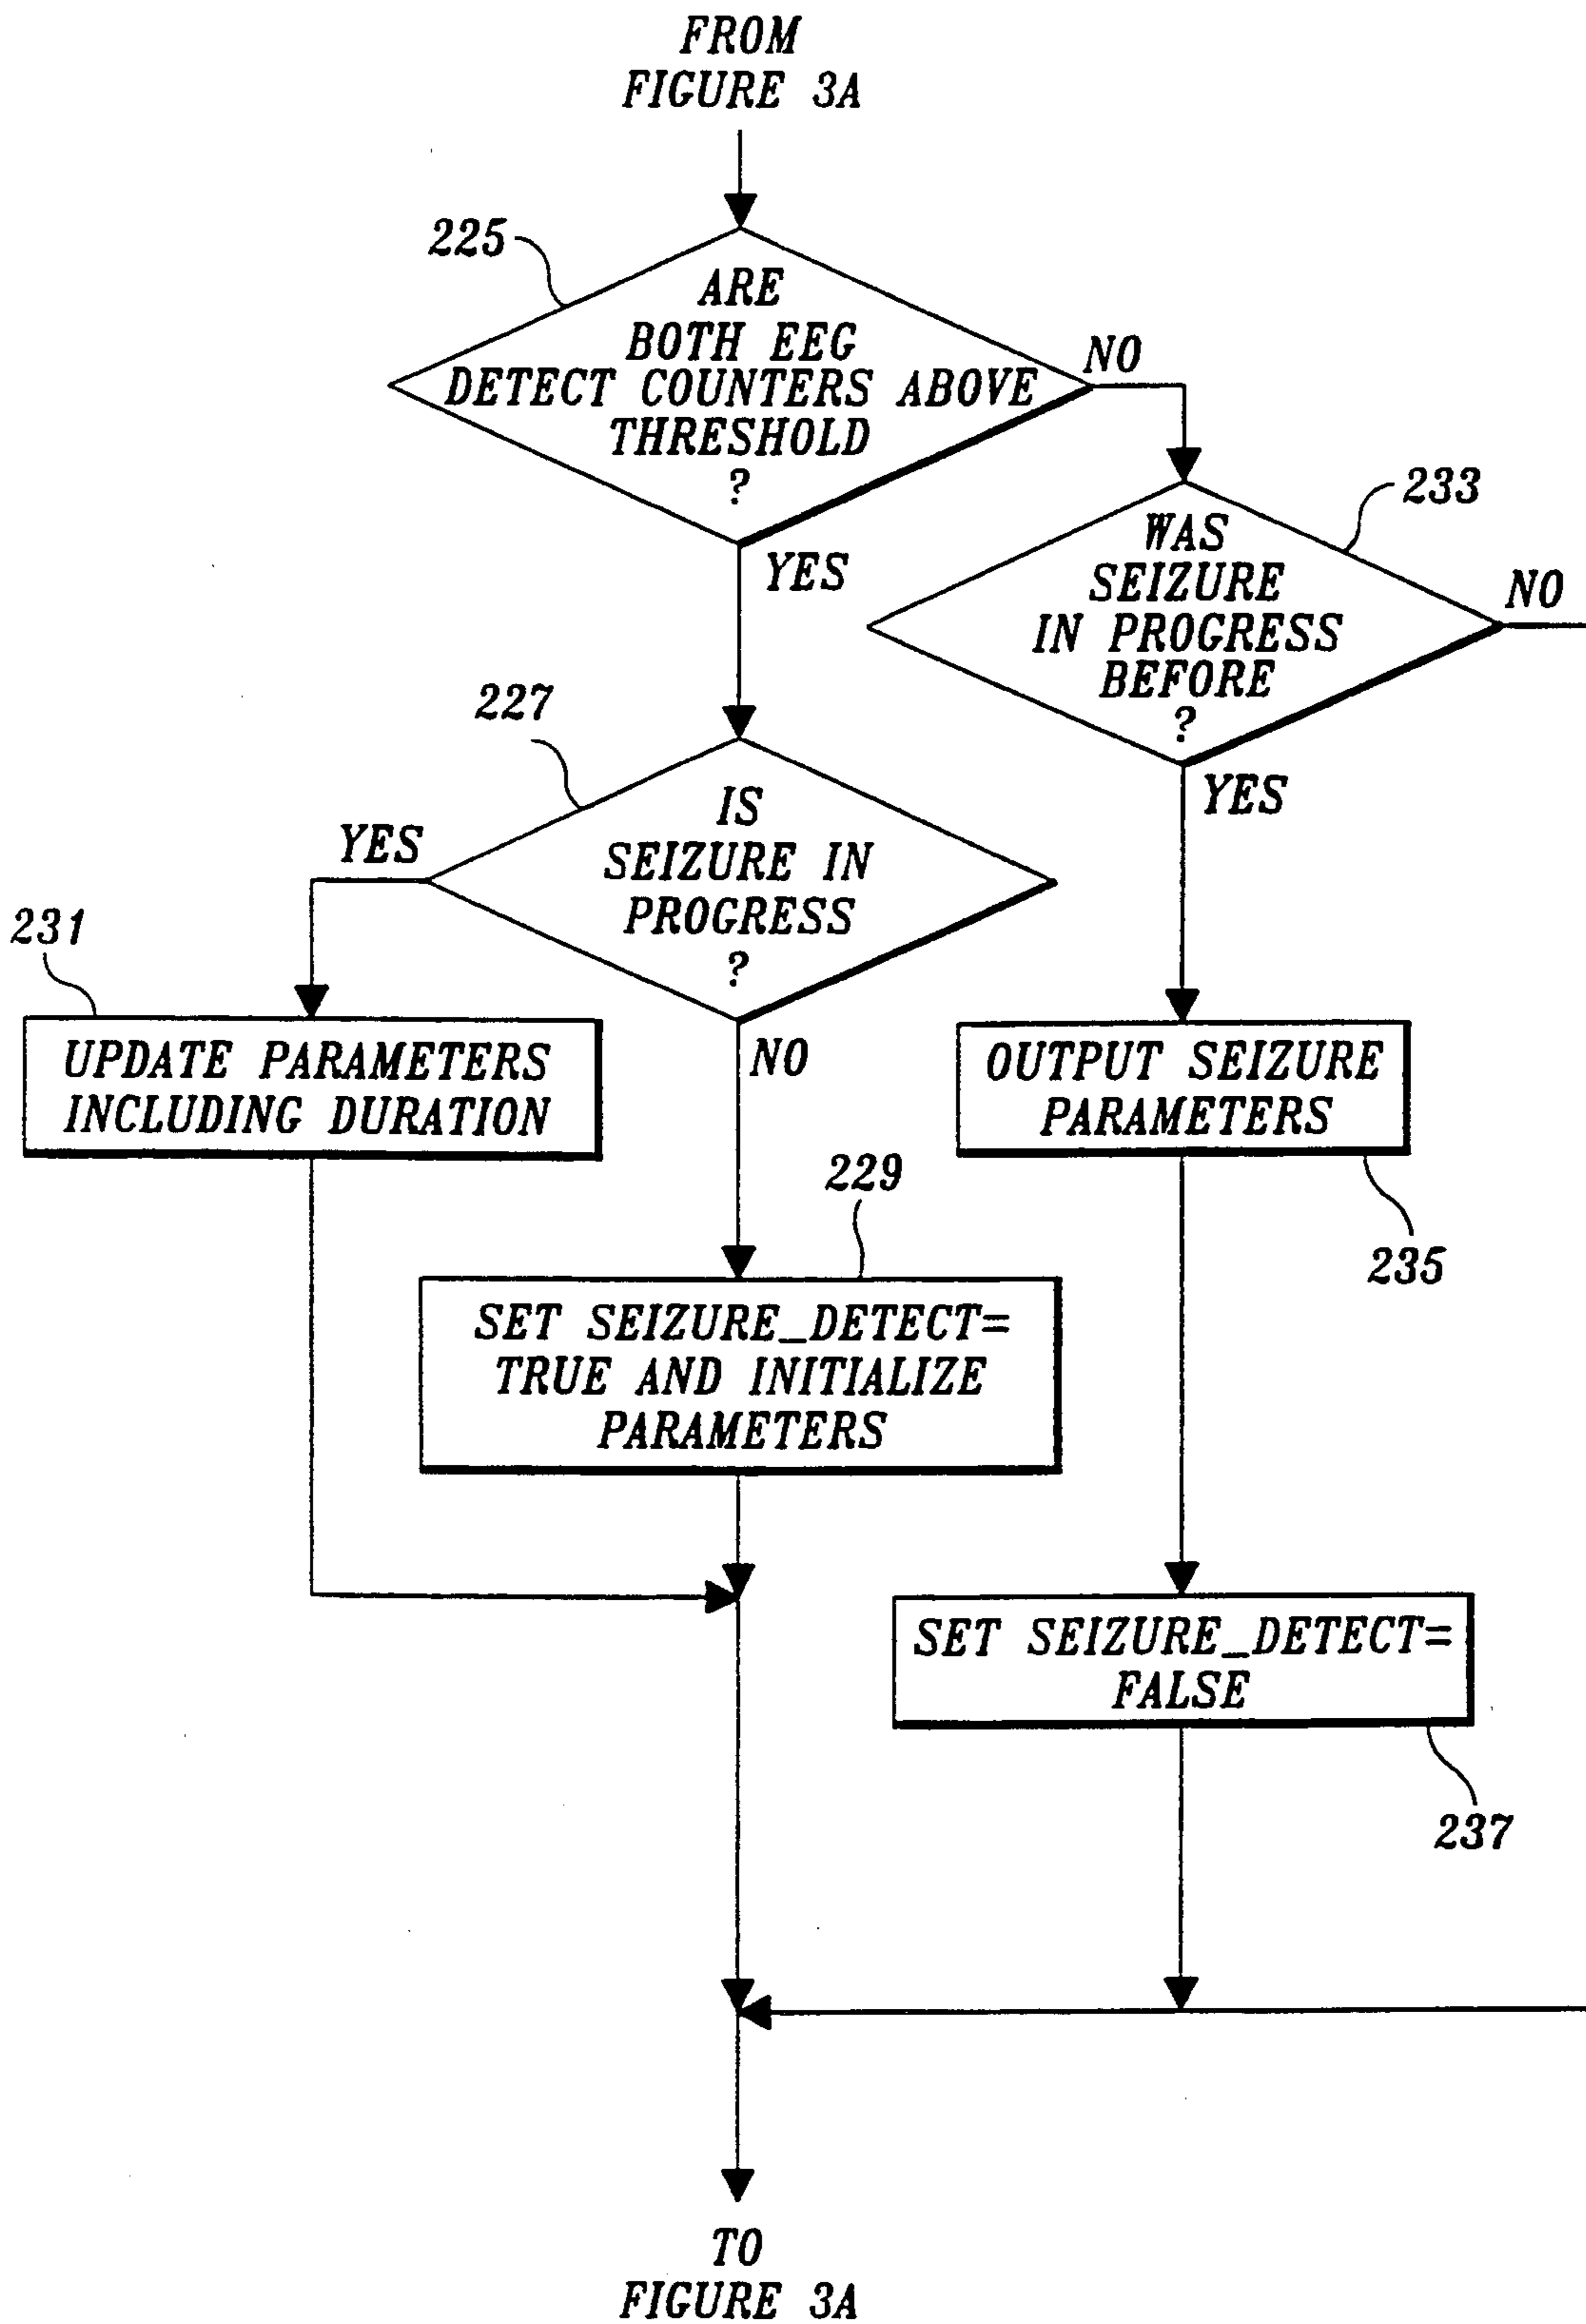 FROM
FIGURE 3A
225
ARE
BOTH EEG
DETECT COUNTERS ABOVE
THRESHOLD
?
NO
YES
233
WAS
SEIZURE
IN PROGRESS
BEFORE
?
NO
YES
227
IS
SEIZURE IN
PROGRESS
?
YES
NO
231
UPDATE PARAMETERS
INCLUDING DURATION
OUTPUT SEIZURE
PARAMETERS
235
229
SET SEIZURE_DETECT=
TRUE AND INITIALIZE
PARAMETERS
SET SEIZURE_DETECT=
FALSE
237
TO
FIGURE 3A